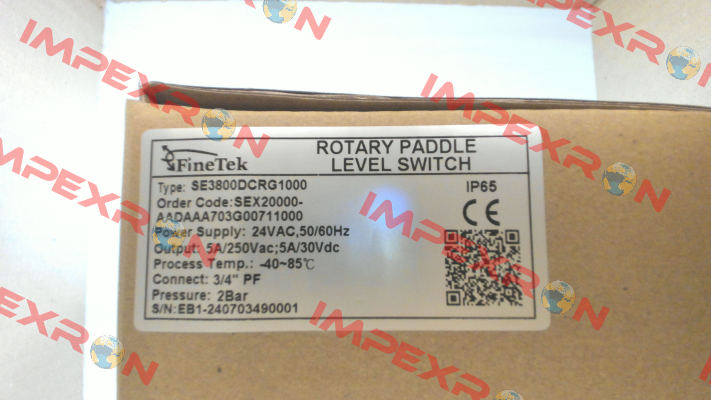 IMPEXRON
FineTek
ROTARY PADDLE
LEVEL SWITCH
Type: SE3800DCRG1000
IP65
Order Code:SEX20000-
AADAAA703G00711000
CE
Power Supply: 24VAC,50/60Hz
Output: 5A/250Vac;5A/30Vdc
Process Temp.: -40~85℃
Connect: 3/4" PF
Pressure: 2Bar
S/N:EB1-240703490001
IMPEXRON
IMPEXRON
IMPEXRON
IMPEXRON